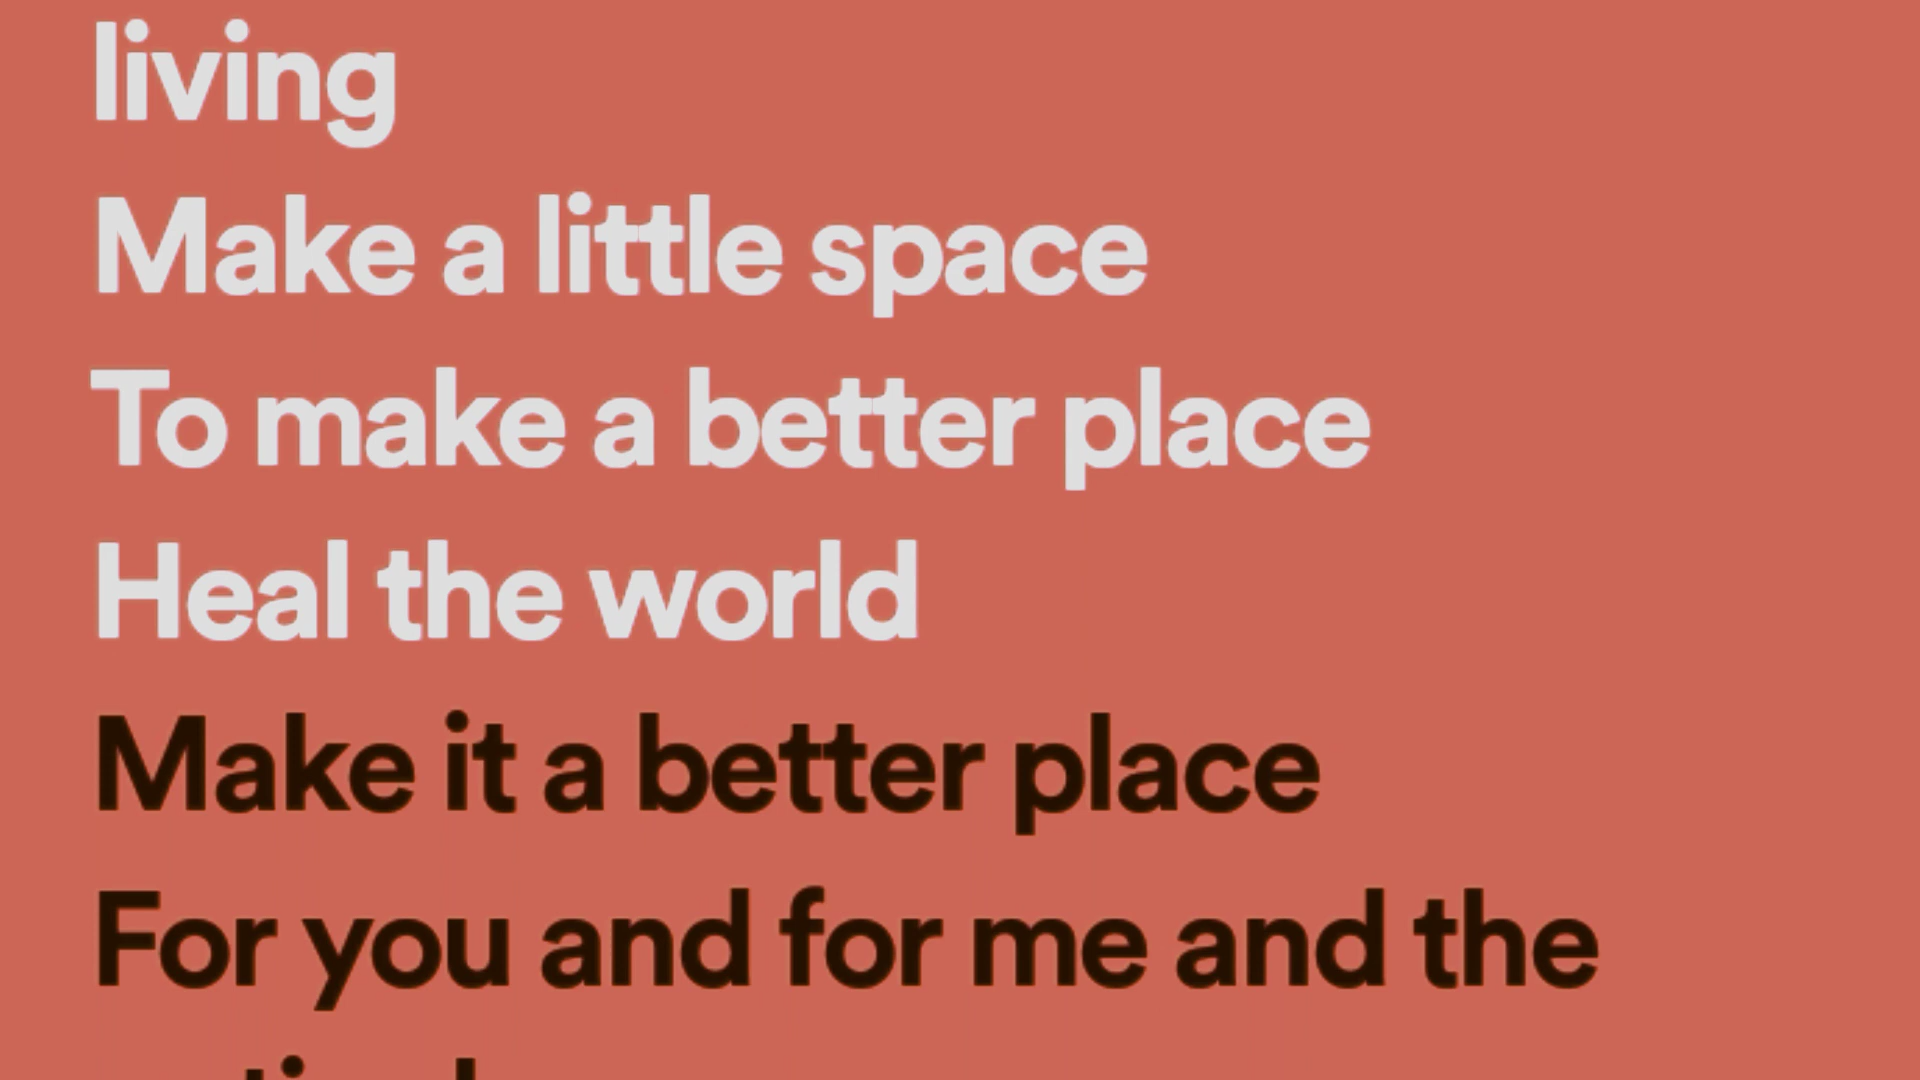 living
Make a little space
To make a better place
Heal the world
Make it a better place
For you and for me and the